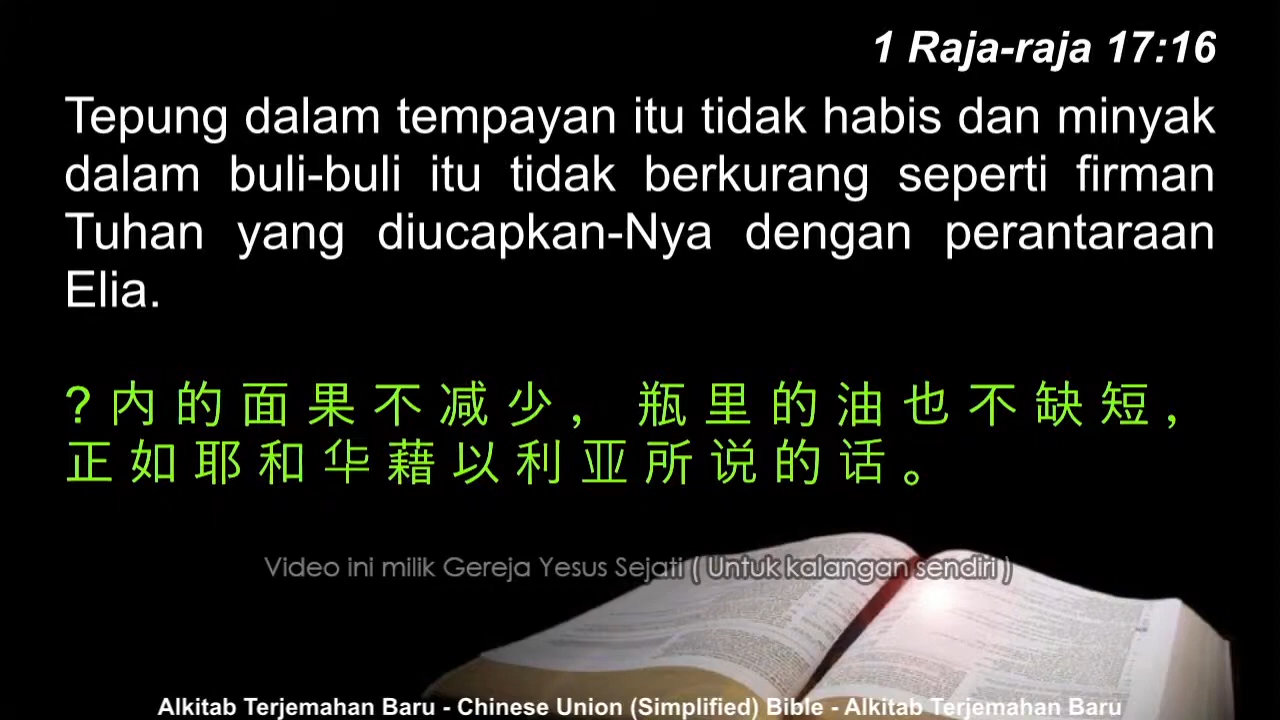 1 Raja-raja 17:16
Tepung dalam tempayan itu tidak habis dan minyak
dalam buli-buli itu tidak berkurang seperti firman
Tuhan yang diucapkan-Nya dengan perantaraan
Elia.
?内的面果不减少，瓶里的油也不缺短，
正如耶和华藉以利亚所说的话。
Video ini milik Gereja Yesus Sejati ( Untuk kalangan sendiri )
Alkitab Terjemahan Baru - Chinese Union (Simplified) Bible - Alkitab Terjemahan Baru